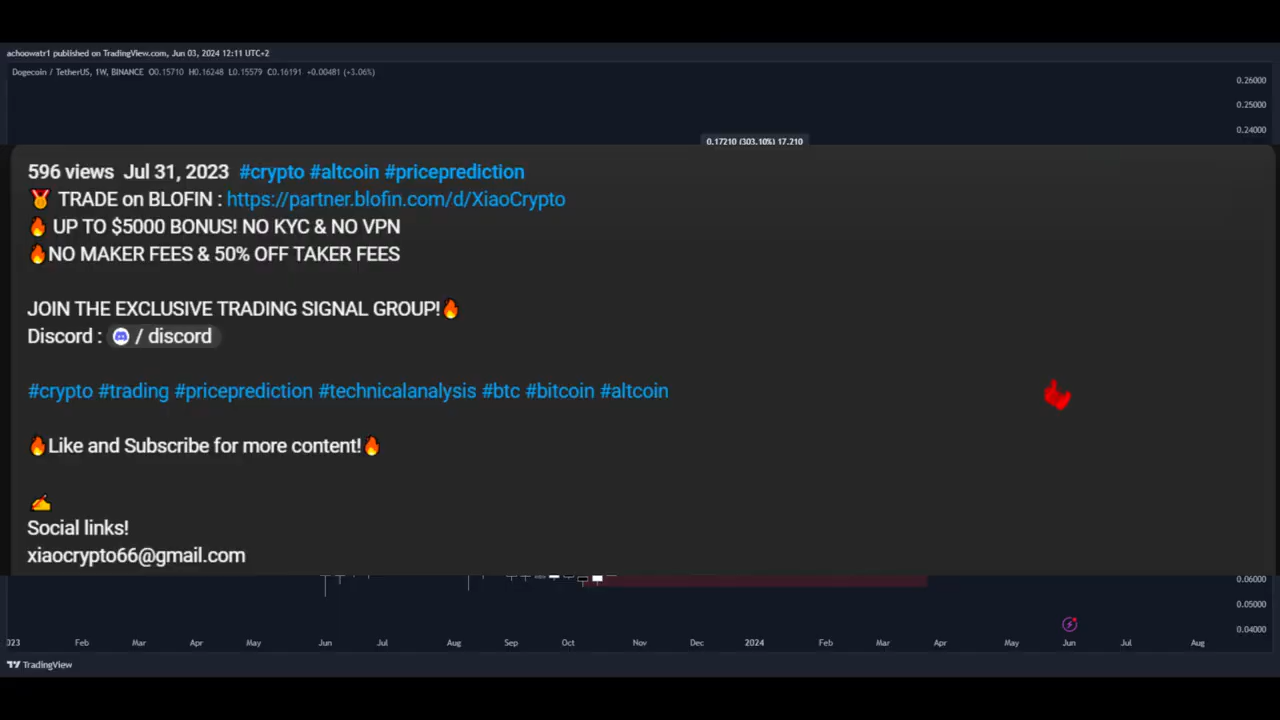 achoowatr1 published on TradingView.com, Jun 03, 2024 12:11 UTC+2
Dogecoin / TetherUS, 1W, BINANCE O0.15710 H0.16248 L0.15579 C0.16191 +0.00481 (+3.06%)
0.26000
0.25000
0.24000
0.17210 (303.10%) 17,210
596 views Jul 31, 2023 #crypto #altcoin #priceprediction
🏅 TRADE on BLOFIN : https://partner.blofin.com/d/XiaoCrypto
🔥 UP TO $5000 BONUS! NO KYC & NO VPN
🔥NO MAKER FEES & 50% OFF TAKER FEES
JOIN THE EXCLUSIVE TRADING SIGNAL GROUP!🔥
Discord : / discord
#crypto #trading #priceprediction #technicalanalysis #btc #bitcoin #altcoin
🔥Like and Subscribe for more content!🔥
✍
Social links!
xiaocrypto66@gmail.com
0.06000
0.05000
0.04000
023 Feb Mar Apr May Jun Jul Aug Sep Oct Nov Dec 2024 Feb Mar Apr May Jun Jul Aug
TradingView